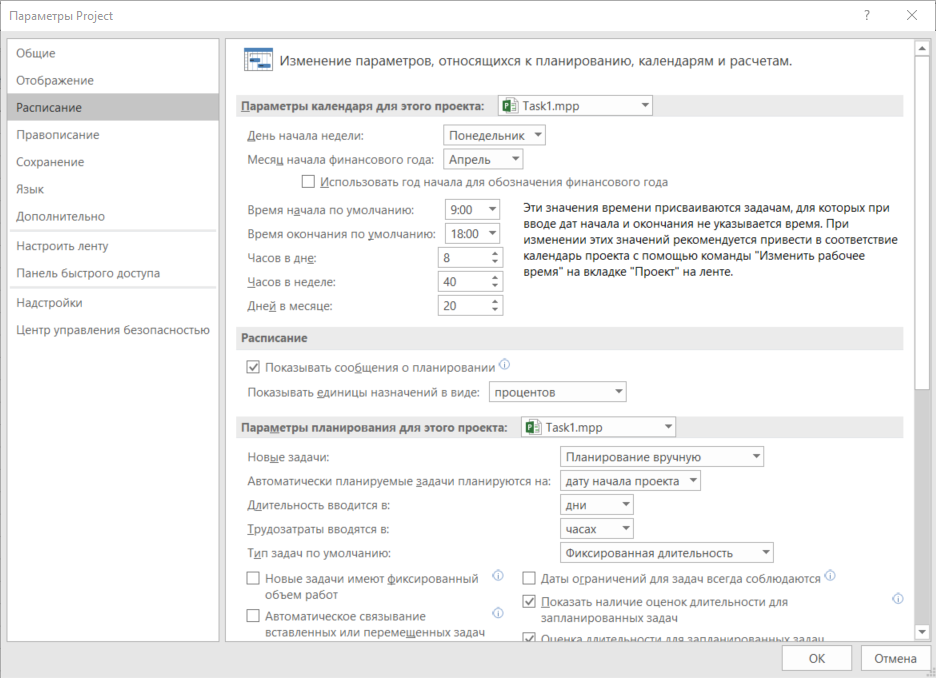 Параметры Project
?
Общие
Отображение
Расписание
Правописание
Сохранение
Язык
Дополнительно
Настроить ленту
Панель быстрого доступа
Надстройки
Центр управления безопасностью
Изменение параметров, относящихся к планированию, календарям и расчетам.
Параметры календаря для этого проекта: Task1.mpp
День начала недели: Понедельник
Месяц начала финансового года: Апрель
Использовать год начала для обозначения финансового года
Время начала по умолчанию: 9:00
Время окончания по умолчанию: 18:00
Часов в дне: 8
Часов в неделе: 40
Дней в месяце: 20
Эти значения времени присваиваются задачам, для которых при
вводе дат начала и окончания не указывается время. При
изменении этих значений рекомендуется привести в соответствие
календарь проекта с помощью команды "Изменить рабочее
время" на вкладке "Проект" на ленте.
Расписание
Показывать сообщения о планировании
Показывать единицы назначений в виде: процентов
Параметры планирования для этого проекта: Task1.mpp
Новые задачи: Планирование вручную
Автоматически планируемые задачи планируются на: дату начала проекта
Длительность вводится в: дни
Трудозатраты вводятся в: часах
Тип задач по умолчанию: Фиксированная длительность
Новые задачи имеют фиксированный
объем работ
Автоматическое связывание
вставленных или перемещенных задач
Даты ограничений для задач всегда соблюдаются
Показать наличие оценок длительности для
запланированных задач
Оценка длительности для запланированных задач
ОК
Отмена